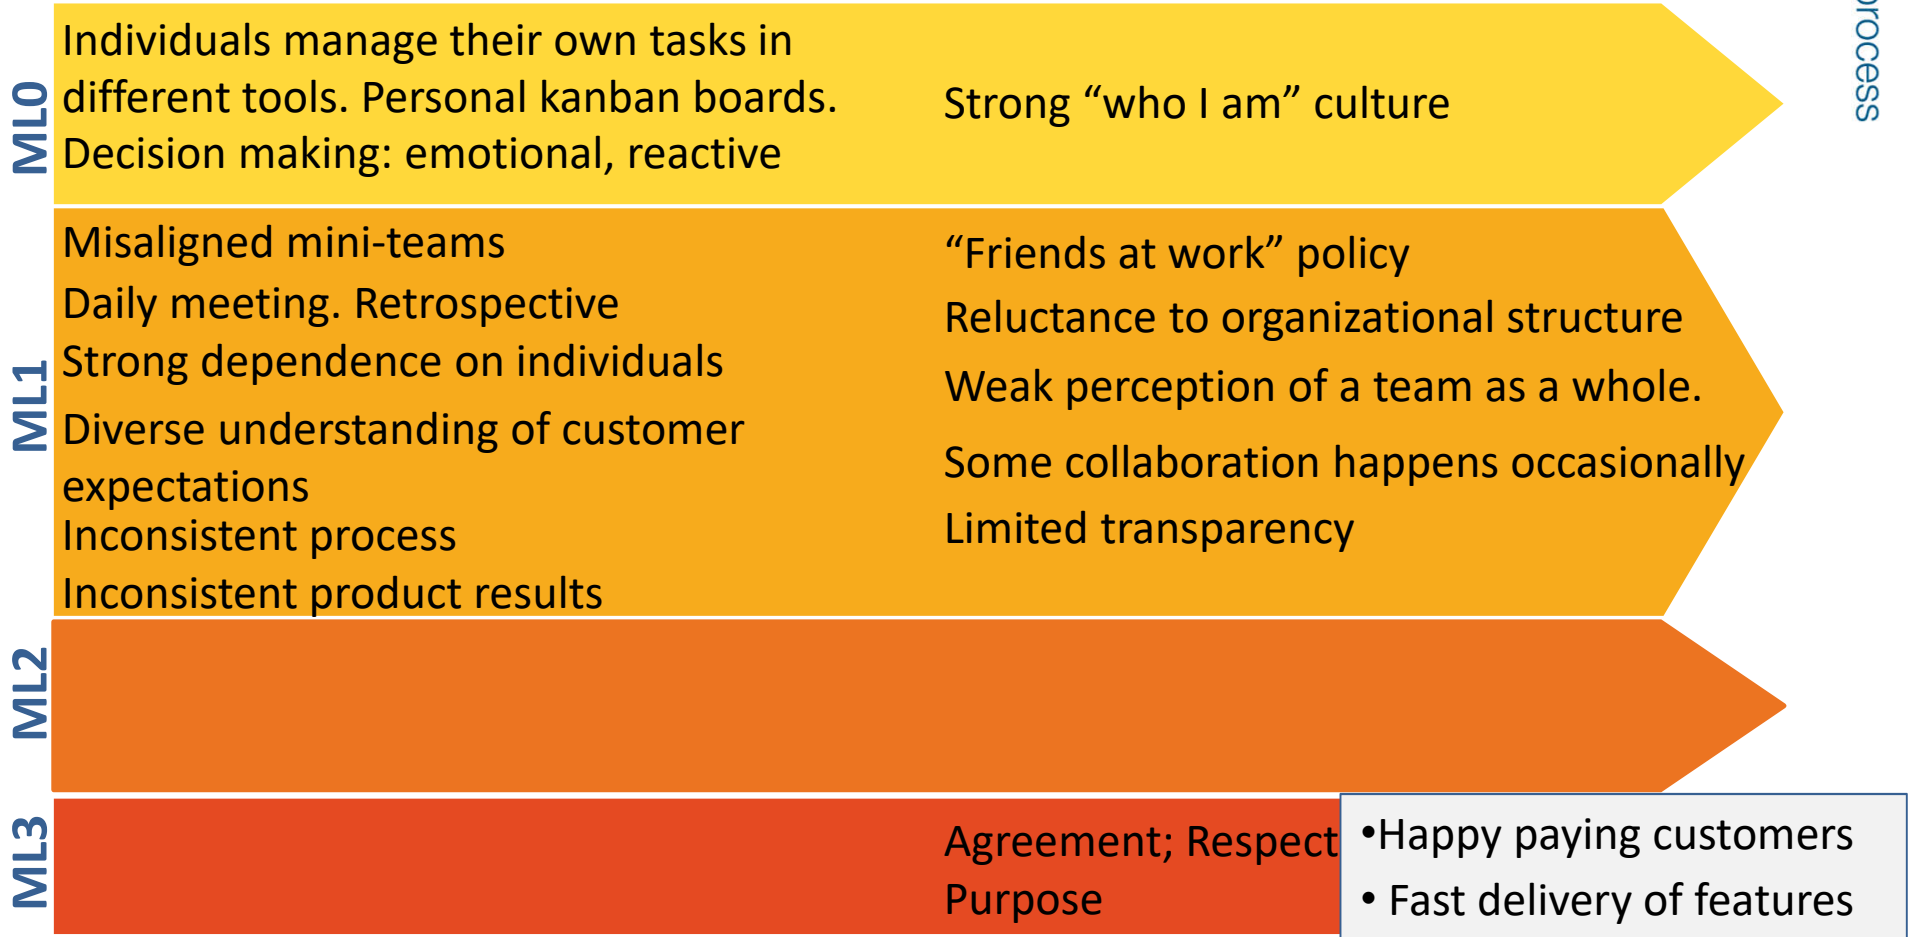 process
ML0
Individuals manage their own tasks in
different tools. Personal kanban boards.
Decision making: emotional, reactive
Strong “who I am” culture
ML1
Misaligned mini-teams
Daily meeting. Retrospective
Strong dependence on individuals
Diverse understanding of customer
expectations
Inconsistent process
Inconsistent product results
“Friends at work” policy
Reluctance to organizational structure
Weak perception of a team as a whole.
Some collaboration happens occasionally
Limited transparency
ML2
ML3
Agreement; Respect
Purpose
•Happy paying customers
• Fast delivery of features